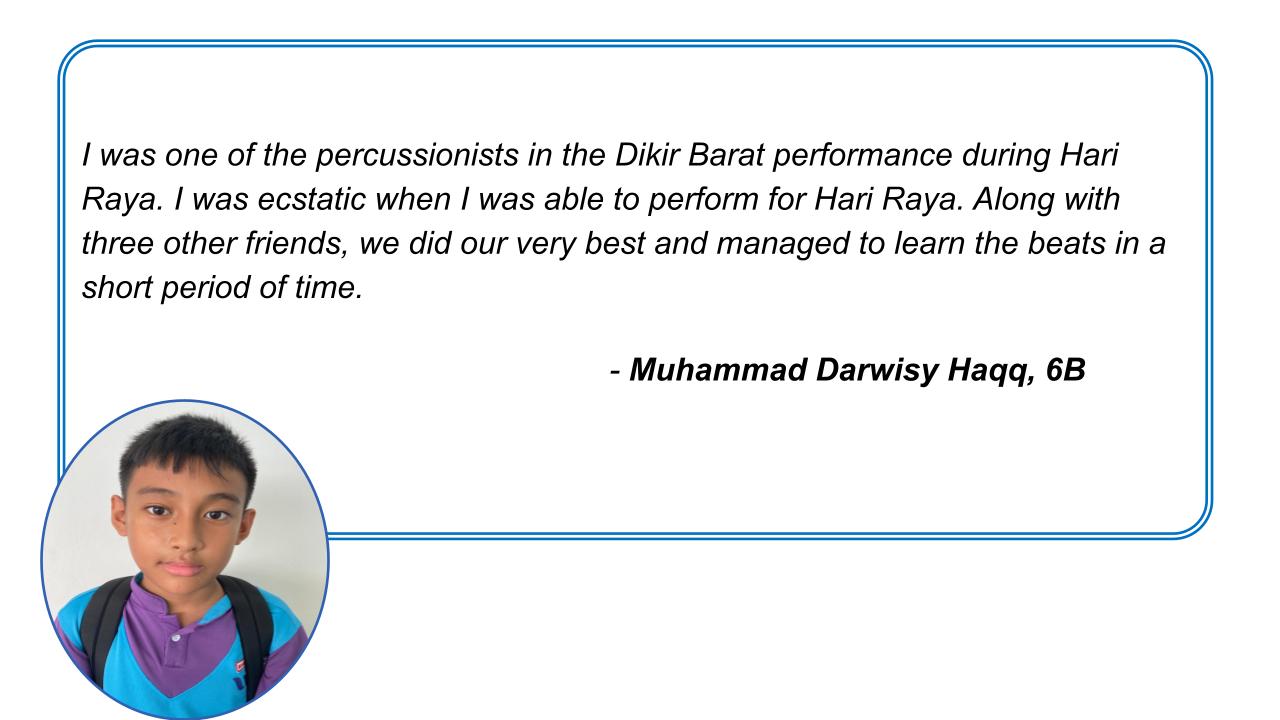 I was one of the percussionists in the Dikir Barat performance during Hari
Raya. I was ecstatic when I was able to perform for Hari Raya. Along with
three other friends, we did our very best and managed to learn the beats in a
short period of time.
- Muhammad Darwisy Haqq, 6B